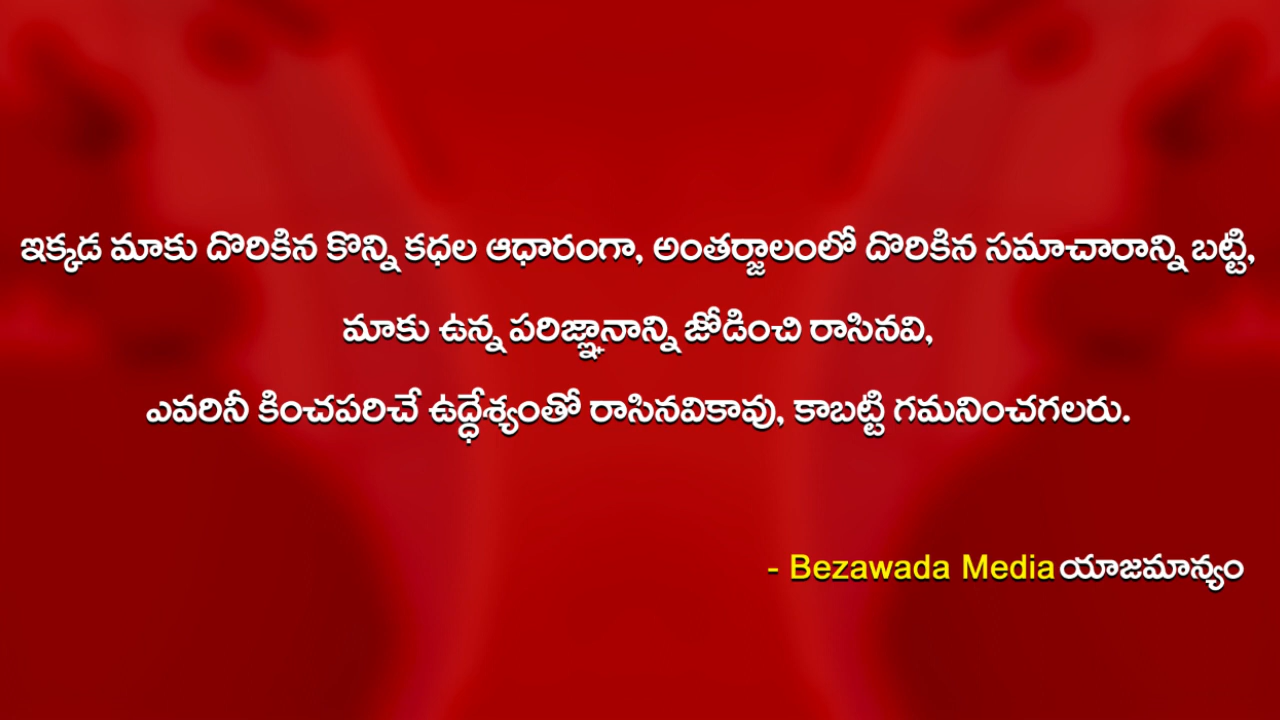 ఇక్కడ మాకు దొరికిన కొన్ని కధల ఆధారంగా, అంతర్జాలంలో దొరికిన సమాచారాన్ని బట్టి,
మాకు ఉన్న పరిజ్ఞానాన్ని జోడించి రాసినవి,
ఎవరినీ కించపరిచే ఉద్ధేశ్యంతో రాసినవికావు, కాబట్టి గమనించగలరు.
- Bezawada Media యాజమాన్యం